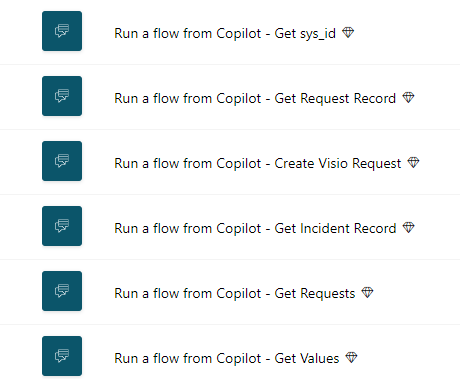 Run a flow from Copilot - Get sys_id
Run a flow from Copilot - Get Request Record
Run a flow from Copilot - Create Visio Request
Run a flow from Copilot - Get Incident Record
Run a flow from Copilot - Get Requests
Run a flow from Copilot - Get Values